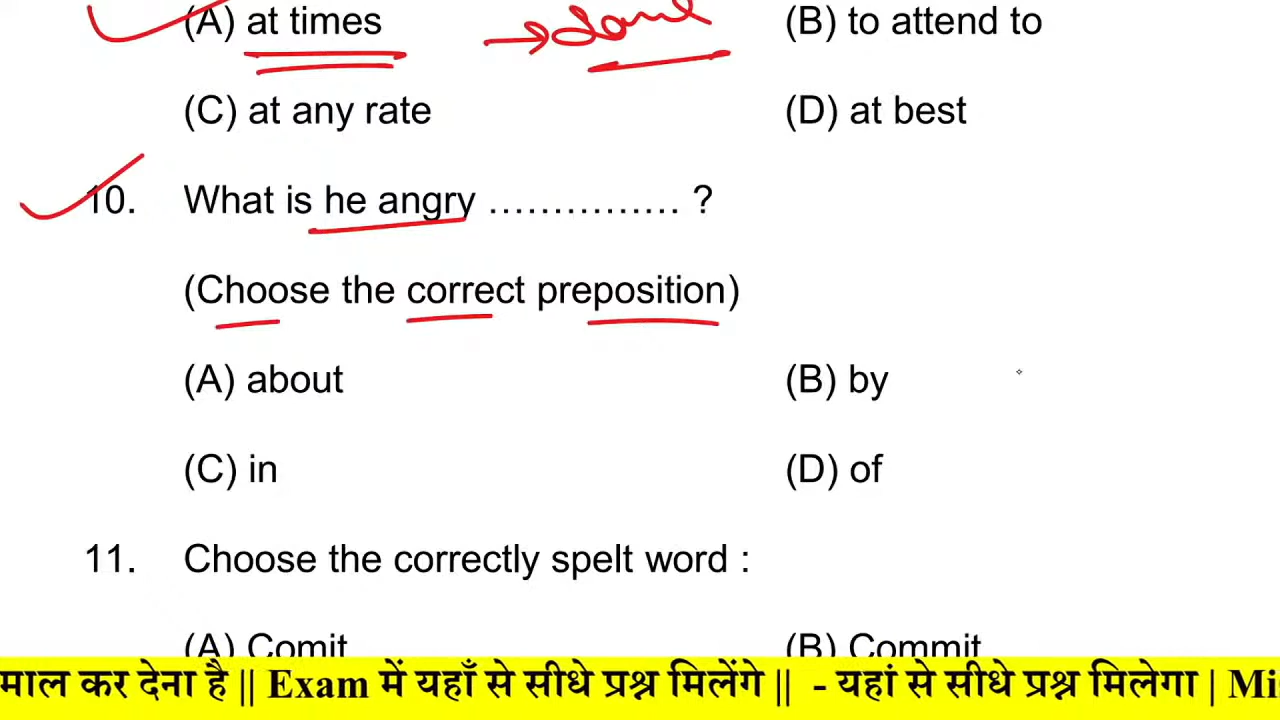 (A) at times (B) to attend to
(C) at any rate (D) at best
10. What is he angry …………… ?
(Choose the correct preposition)
(A) about (B) by
(C) in (D) of
11. Choose the correctly spelt word :
(A) Comit (B) Commit
माल कर देना है || Exam में यहाँ से सीधे प्रश्न मिलेंगे || - यहां से सीधे प्रश्न मिलेगा | Mi